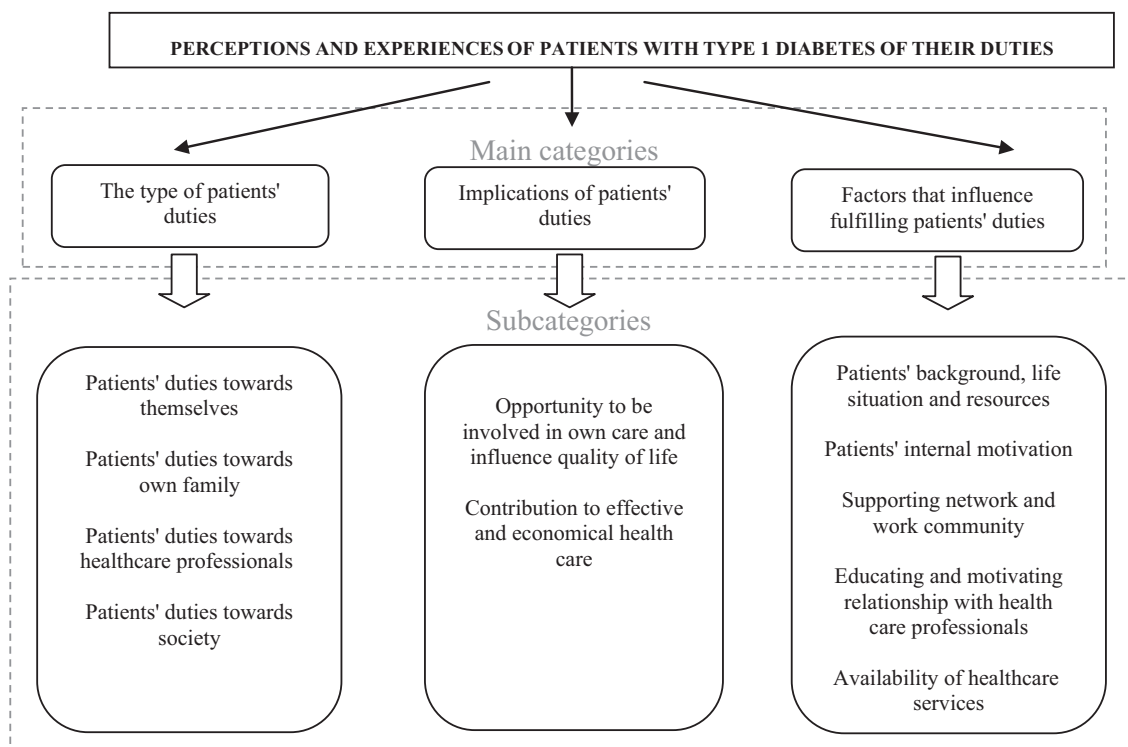 PERCEPTIONS AND EXPERIENCES OF PATIENTS WITH TYPE 1 DIABETES OF THEIR DUTIES
Main categories
The type of patients'
duties
Implications of patients'
duties
Factors that influence
fulfilling patients' duties
Subcategories
Patients' duties towards
themselves
Patients' duties towards
own family
Patients' duties towards
healthcare professionals
Patients' duties towards
society
Opportunity to be
involved in own care and
influence quality of life
Contribution to effective
and economical health
care
Patients' background, life
situation and resources
Patients' internal motivation
Supporting network and
work community
Educating and motivating
relationship with health
care professionals
Availability of healthcare
services